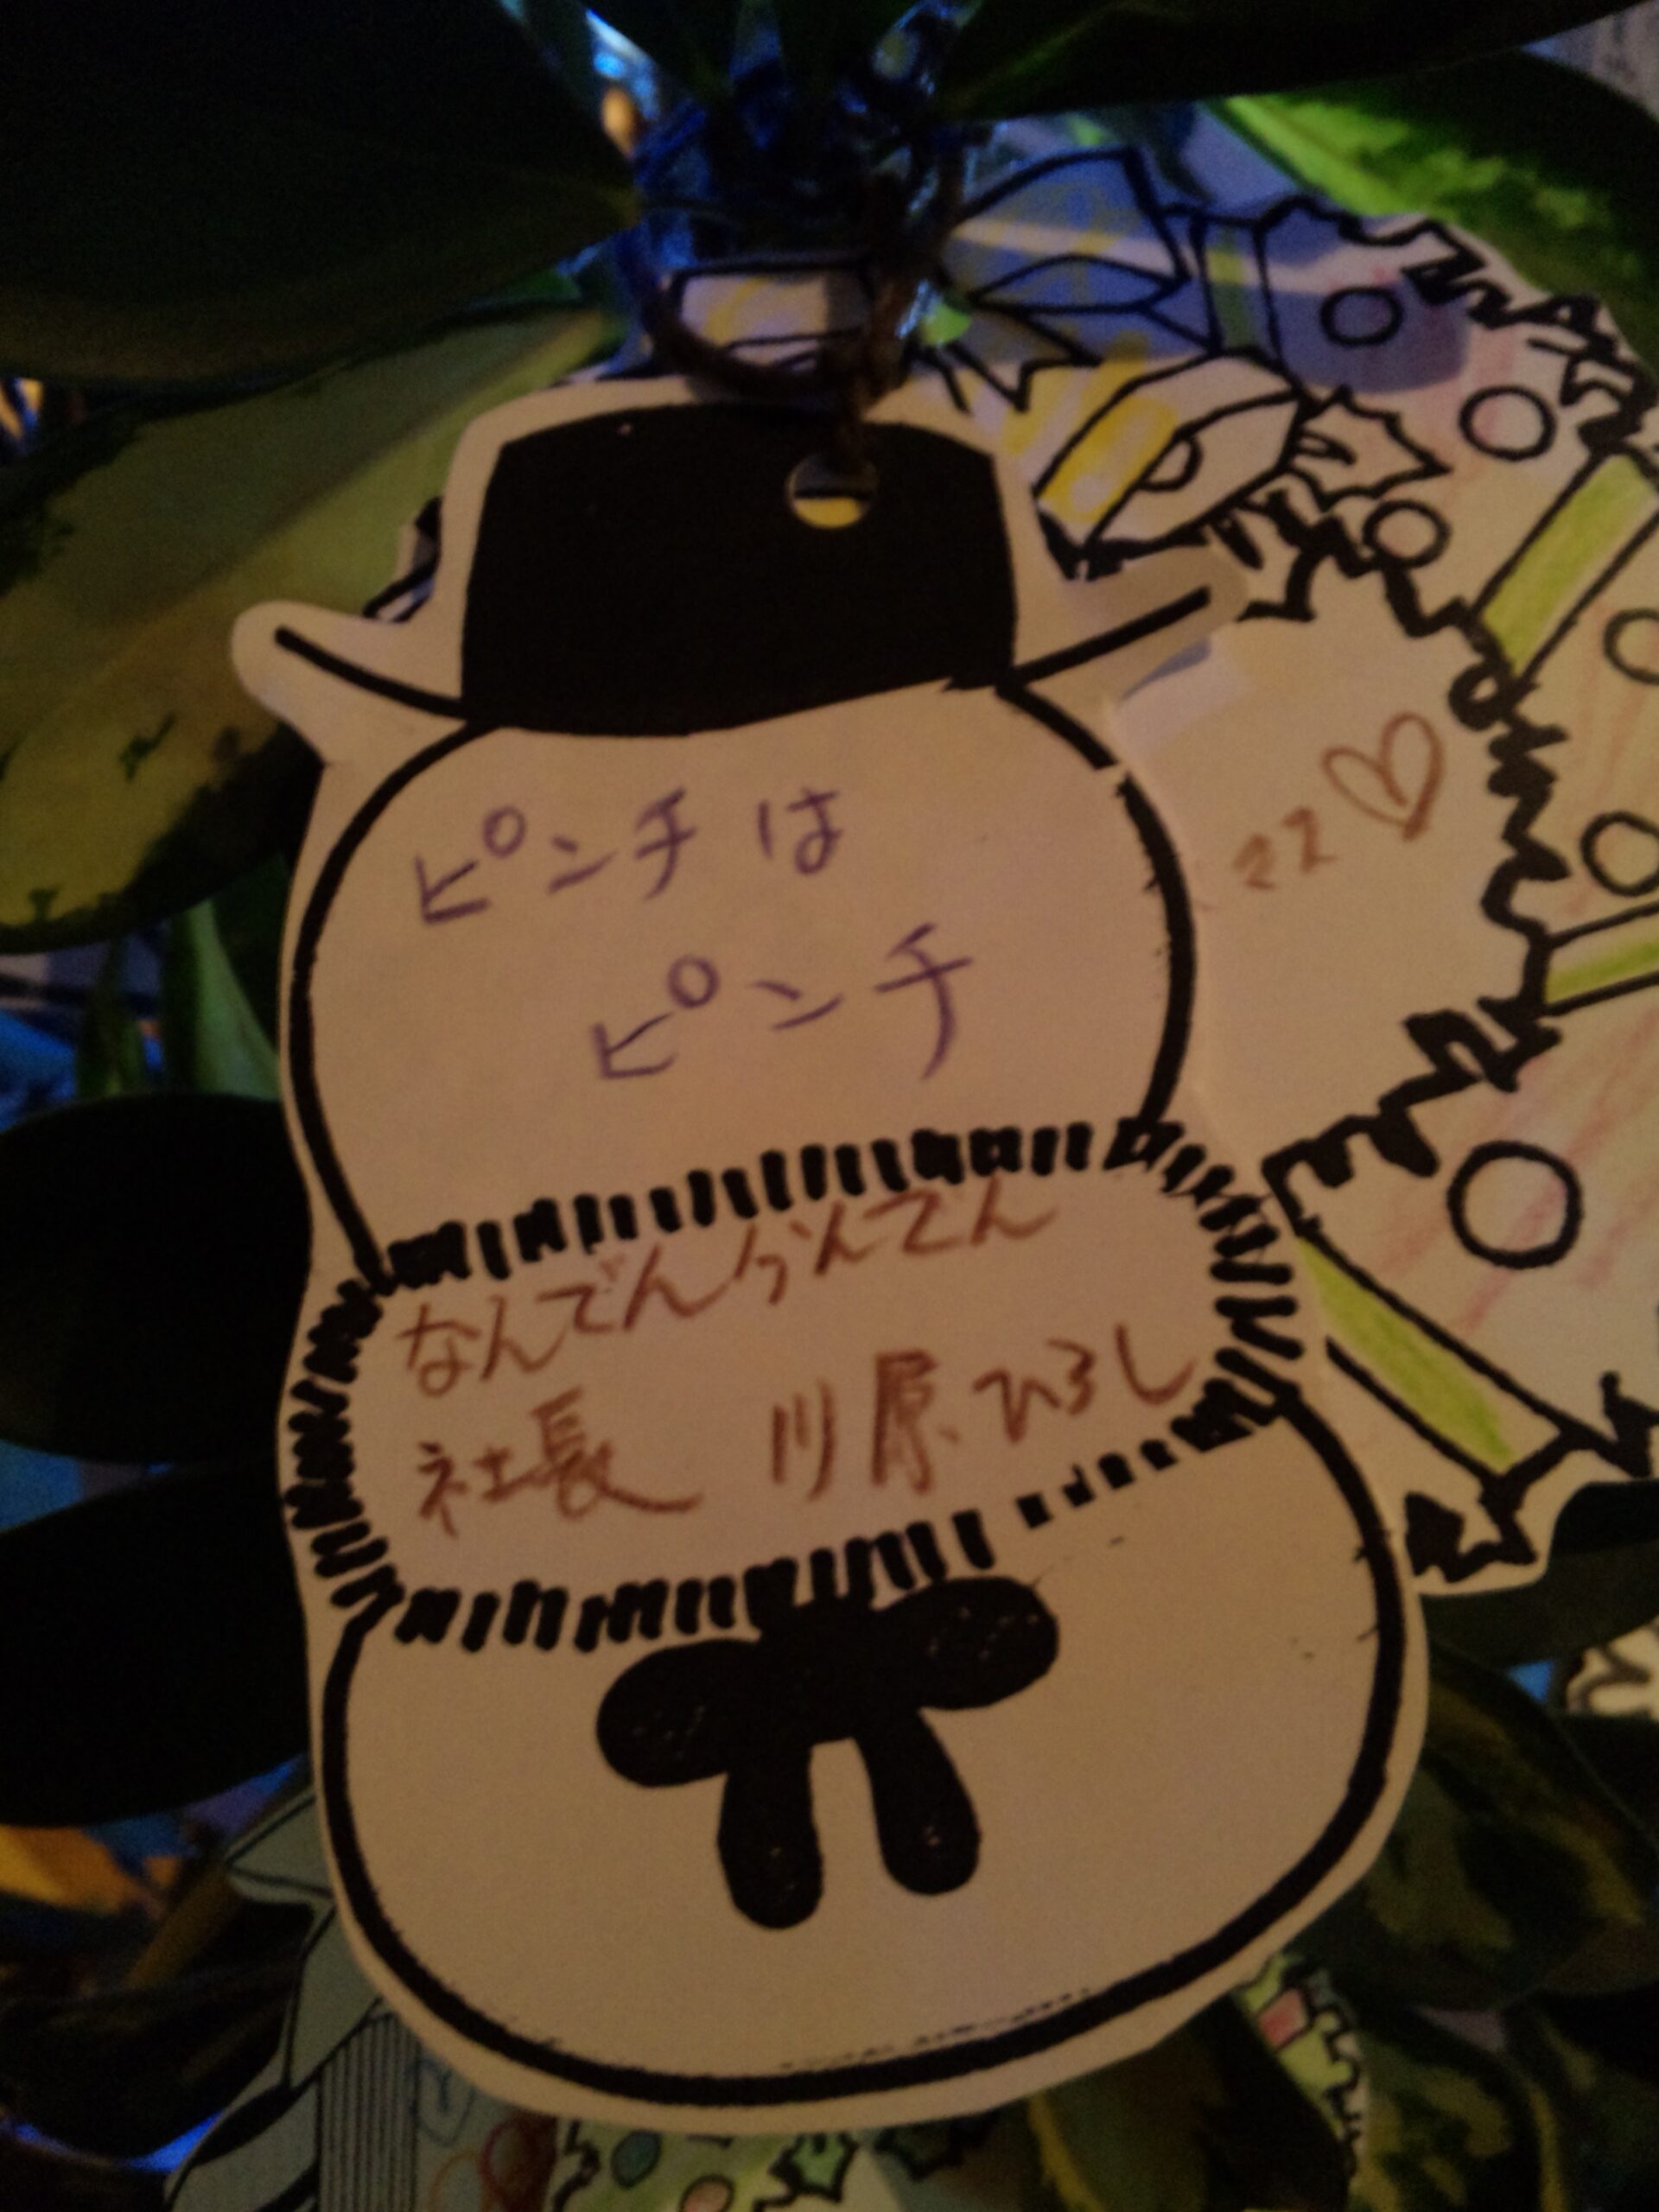 ピンチは
ピンチ
なんでんかんでん
社長 川原ひろし
22♡